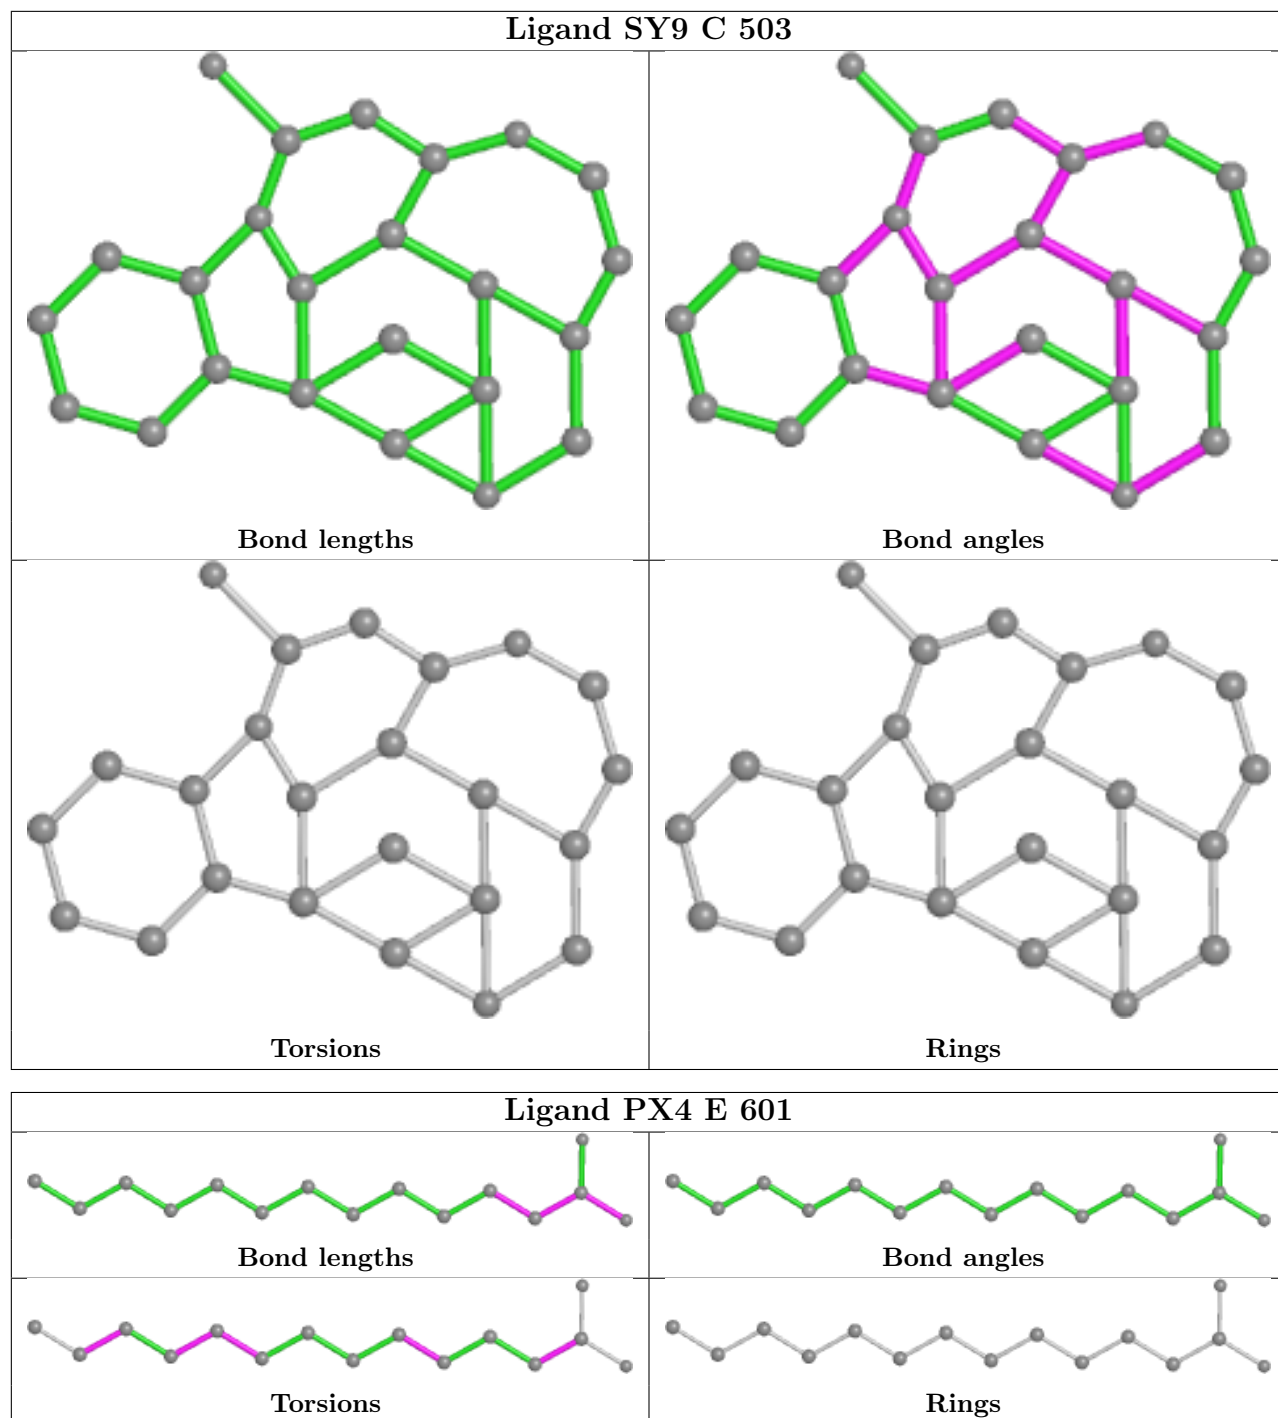 Ligand SY9 C 503
Bond lengths
Bond angles
Torsions
Rings
Ligand PX4 E 601
Bond lengths
Bond angles
Torsions
Rings